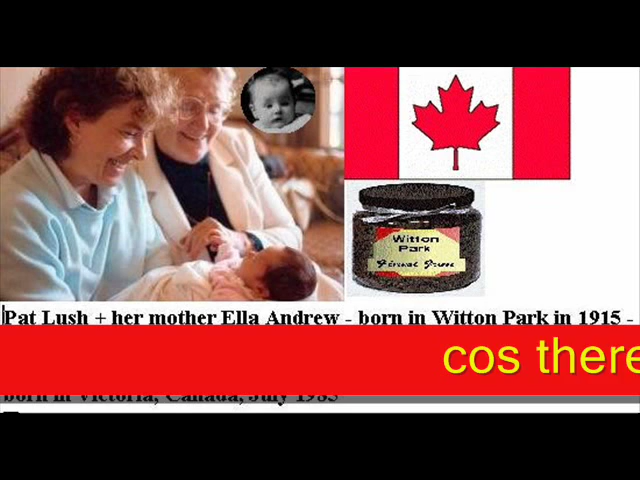 Witton
Park
Pat Lush + her mother Ella Andrew - born in Witton Park in 1915 -
cos there
born in Victoria, Canada, July 1985